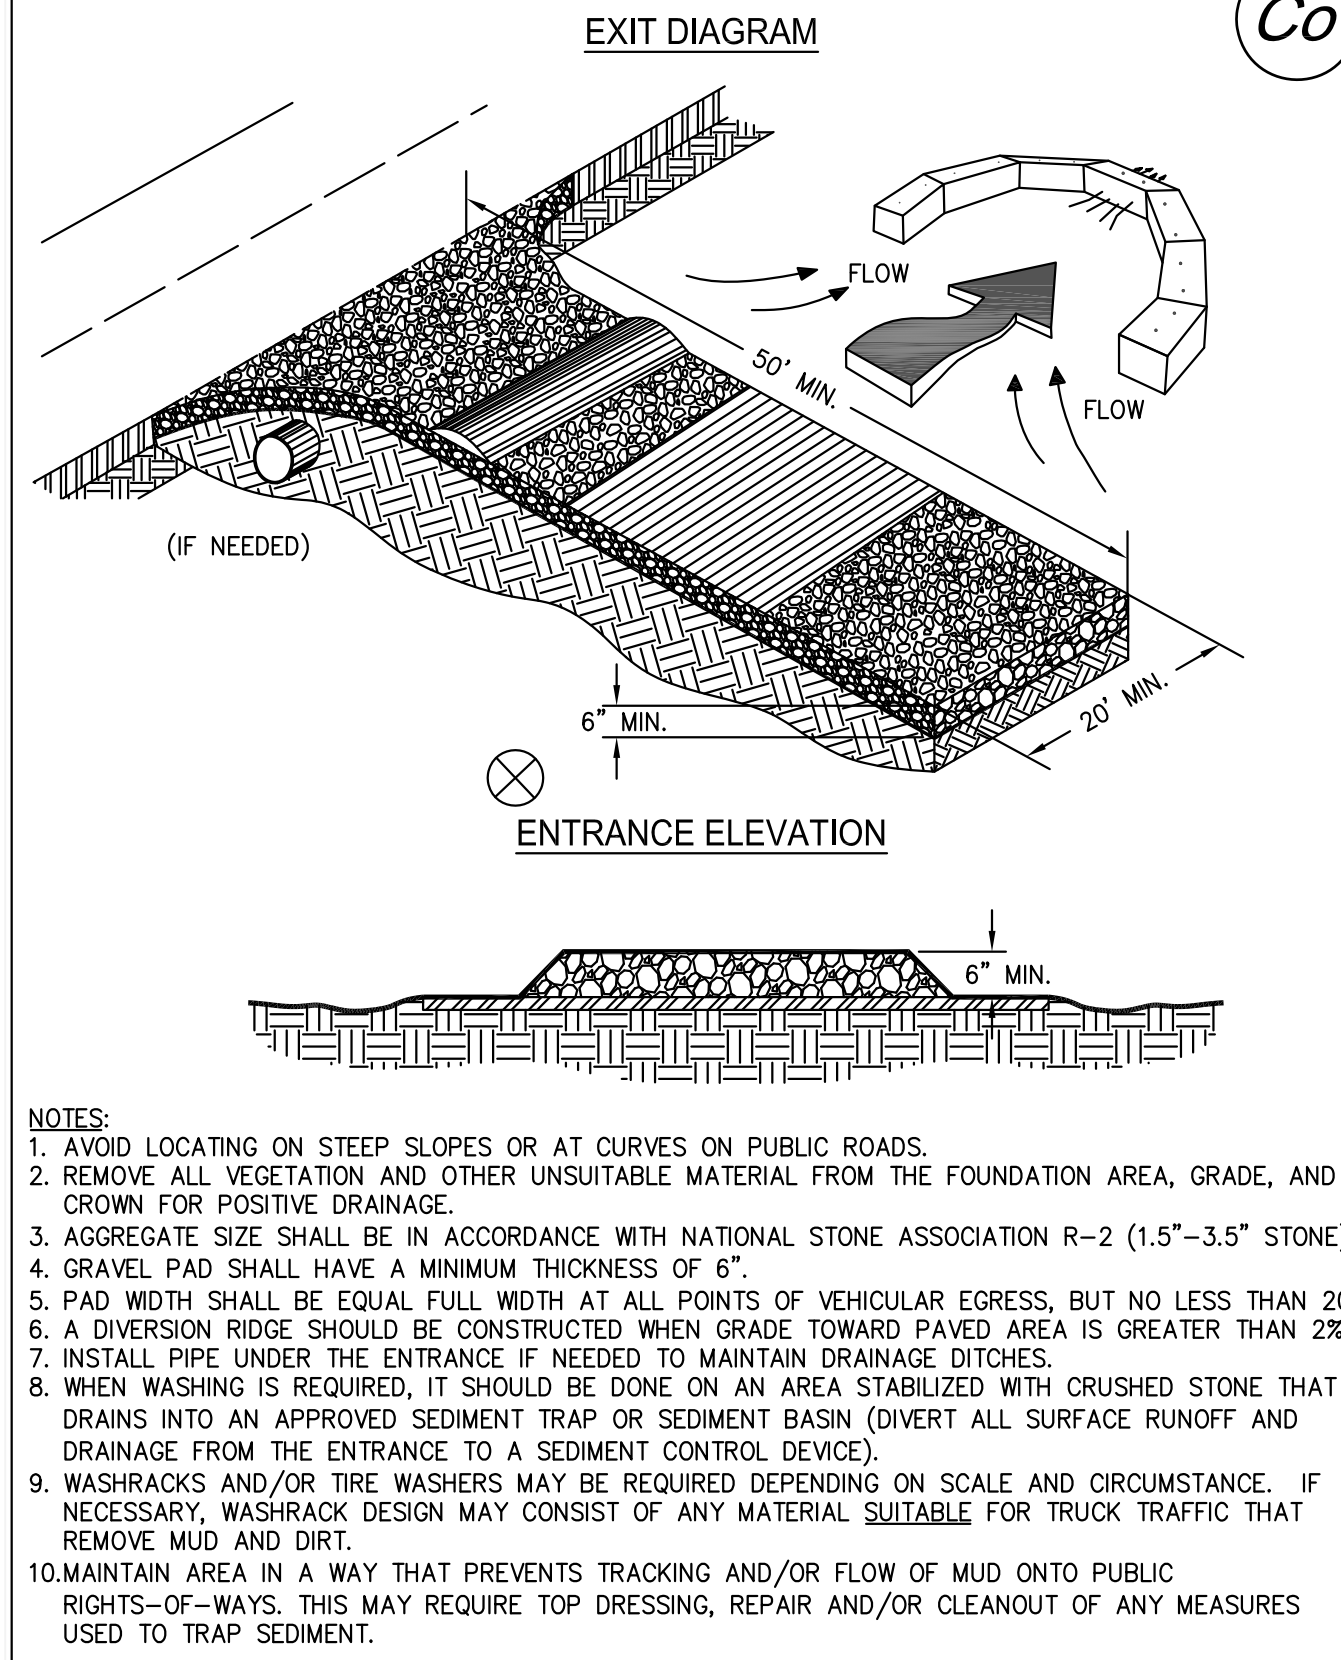 EXIT DIAGRAM
Co
FLOW
50' MIN.
FLOW
(IF NEEDED)
6" MIN.
20' MIN.
ENTRANCE ELEVATION
6" MIN.
NOTES:
1. AVOID LOCATING ON STEEP SLOPES OR AT CURVES ON PUBLIC ROADS.
2. REMOVE ALL VEGETATION AND OTHER UNSUITABLE MATERIAL FROM THE FOUNDATION AREA, GRADE, AND
CROWN FOR POSITIVE DRAINAGE.
3. AGGREGATE SIZE SHALL BE IN ACCORDANCE WITH NATIONAL STONE ASSOCIATION R-2 (1.5"-3.5" STONE)
4. GRAVEL PAD SHALL HAVE A MINIMUM THICKNESS OF 6".
5. PAD WIDTH SHALL BE EQUAL FULL WIDTH AT ALL POINTS OF VEHICULAR EGRESS, BUT NO LESS THAN
6. A DIVERSION RIDGE SHOULD BE CONSTRUCTED WHEN GRADE TOWARD PAVED AREA IS GREATER THAN 2%
7. INSTALL PIPE UNDER THE ENTRANCE IF NEEDED TO MAINTAIN DRAINAGE DITCHES.
8. WHEN WASHING IS REQUIRED, IT SHOULD BE DONE ON AN AREA STABILIZED WITH CRUSHED STONE THAT
DRAINS INTO AN APPROVED SEDIMENT TRAP OR SEDIMENT BASIN (DIVERT ALL SURFACE RUNOFF AND
DRAINAGE FROM THE ENTRANCE TO A SEDIMENT CONTROL DEVICE).
9. WASHRACKS AND/OR TIRE WASHERS MAY BE REQUIRED DEPENDING ON SCALE AND CIRCUMSTANCE. IF
NECESSARY, WASHRACK DESIGN MAY CONSIST OF ANY MATERIAL SUITABLE FOR TRUCK TRAFFIC THAT
REMOVE MUD AND DIRT.
10.MAINTAIN AREA IN A WAY THAT PREVENTS TRACKING AND/OR FLOW OF MUD ONTO PUBLIC
RIGHTS-OF-WAYS. THIS MAY REQUIRE TOP DRESSING, REPAIR AND/OR CLEANOUT OF ANY MEASURES
USED TO TRAP SEDIMENT.